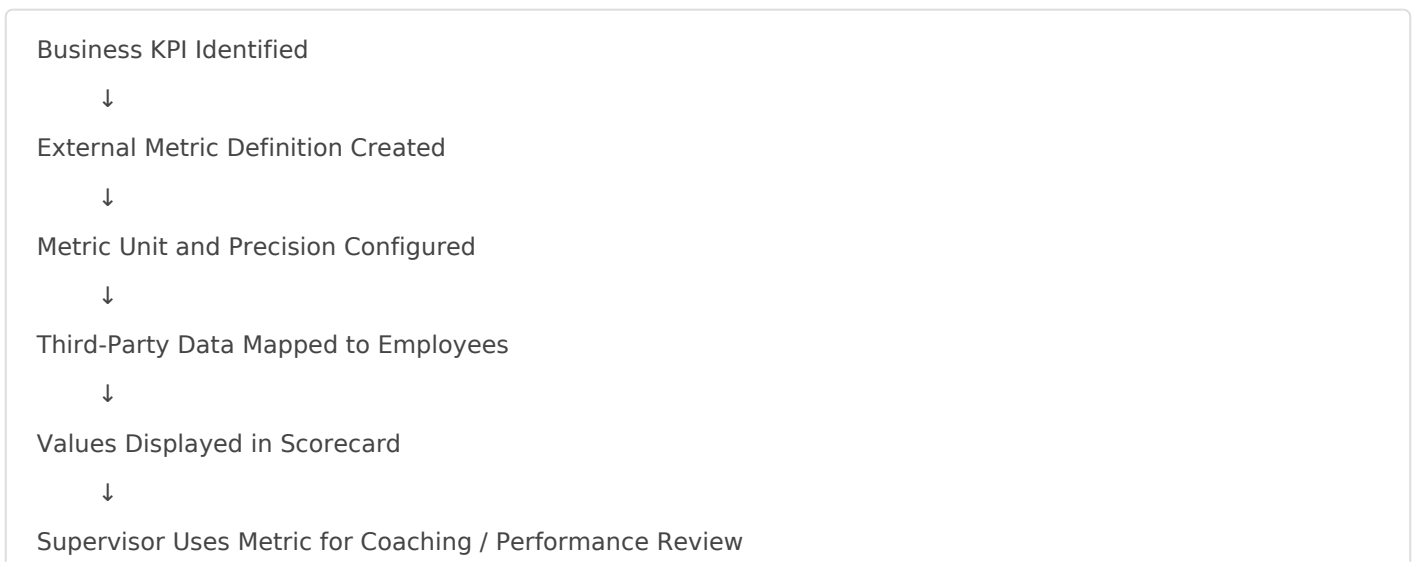 Business KPI Identified
↓
External Metric Definition Created
↓
Metric Unit and Precision Configured
↓
Third-Party Data Mapped to Employees
↓
Values Displayed in Scorecard
↓
Supervisor Uses Metric for Coaching / Performance Review